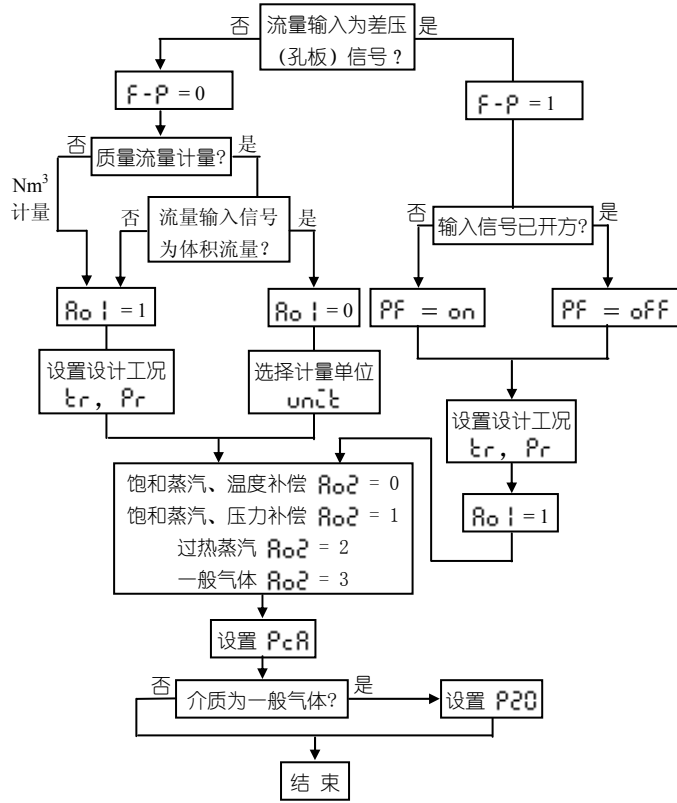 否
流量输入为差压
（孔板）信号？
是
F-P = 0
F-P = 1
否
质量流量计量?
是
Nm³
计量
否
流量输入信号
为体积流量？
是
否
输入信号已开方?
是
Ao1 = 1
Ao1 = 0
PF = on
PF = oFF
设置设计工况
tr，Pr
选择计量单位
unit
设置设计工况
tr，Pr
饱和蒸汽、温度补偿 Ao2 = 0
饱和蒸汽、压力补偿 Ao2 = 1
过热蒸汽 Ao2 = 2
一般气体 Ao2 = 3
Ao1 = 1
设置 PcA
否
介质为一般气体?
是
设置 P20
结 束